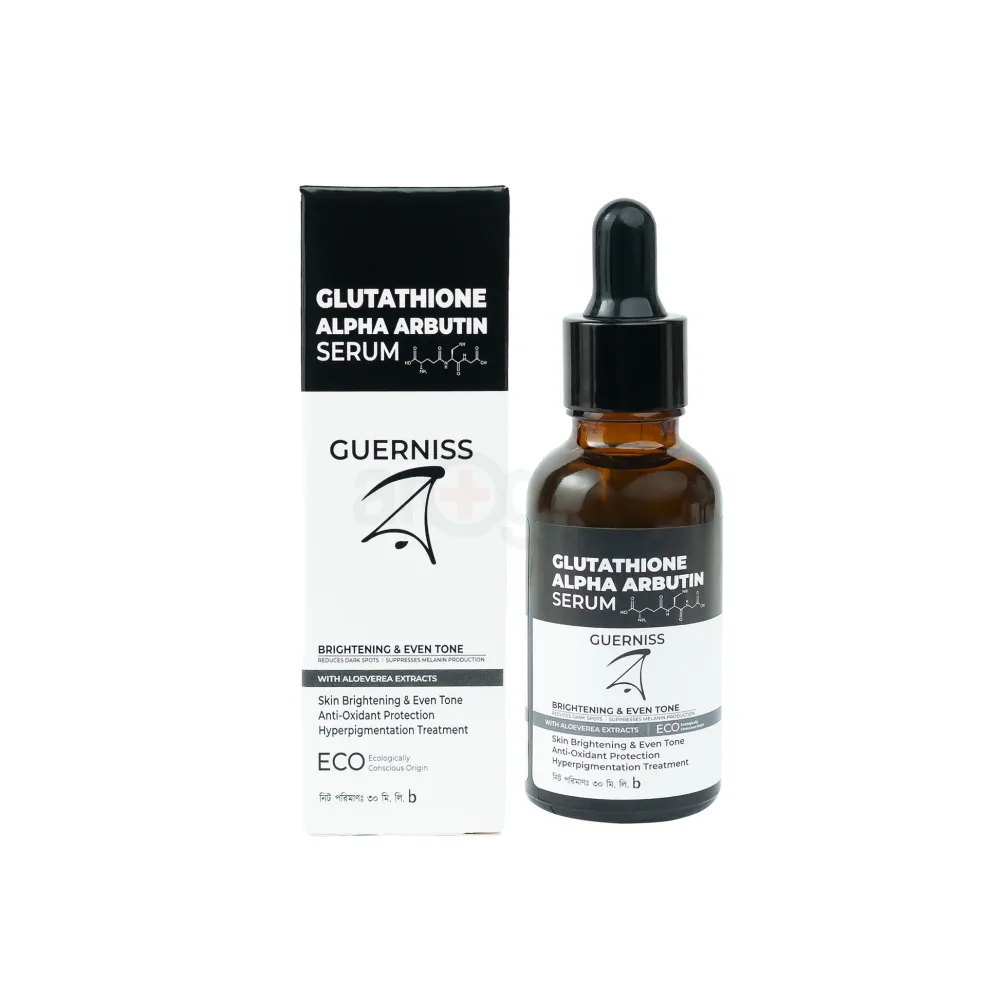 GLUTATHIONE
ALPHA ARBUTIN
SERUM
GUERNISS
BRIGHTENING & EVEN TONE
REDUCES DARK SPOTS | SUPPRESSES MELANIN PRODUCTION
WITH ALOEVEREA EXTRACTS
Skin Brightening & Even Tone
Anti-Oxidant Protection
Hyperpigmentation Treatment
ECO Ecologically
Conscious Origin
নিট পরিমাণঃ ৩০ মি. লি. b
GLUTATHIONE
ALPHA ARBUTIN
SERUM
GUERNISS
BRIGHTENING & EVEN TONE
REDUCES DARK SPOTS | SUPPRESSES MELANIN PRODUCTION
WITH ALOEVEREA EXTRACTS | ECO Ecologically
Conscious Origin
Skin Brightening & Even Tone
Anti-Oxidant Protection
Hyperpigmentation Treatment
নিট পরিমাণঃ ৩০ মি. লি. b